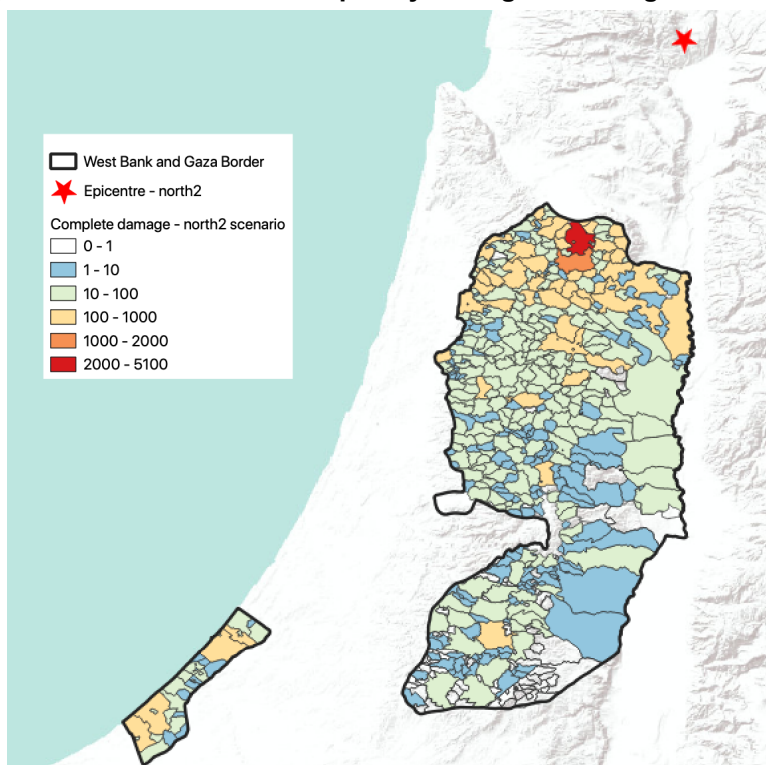 West Bank and Gaza Border
Epicentre - north2
Complete damage - north2 scenario
0 - 1
1 - 10
10 - 100
100 - 1000
1000 - 2000
2000 - 5100